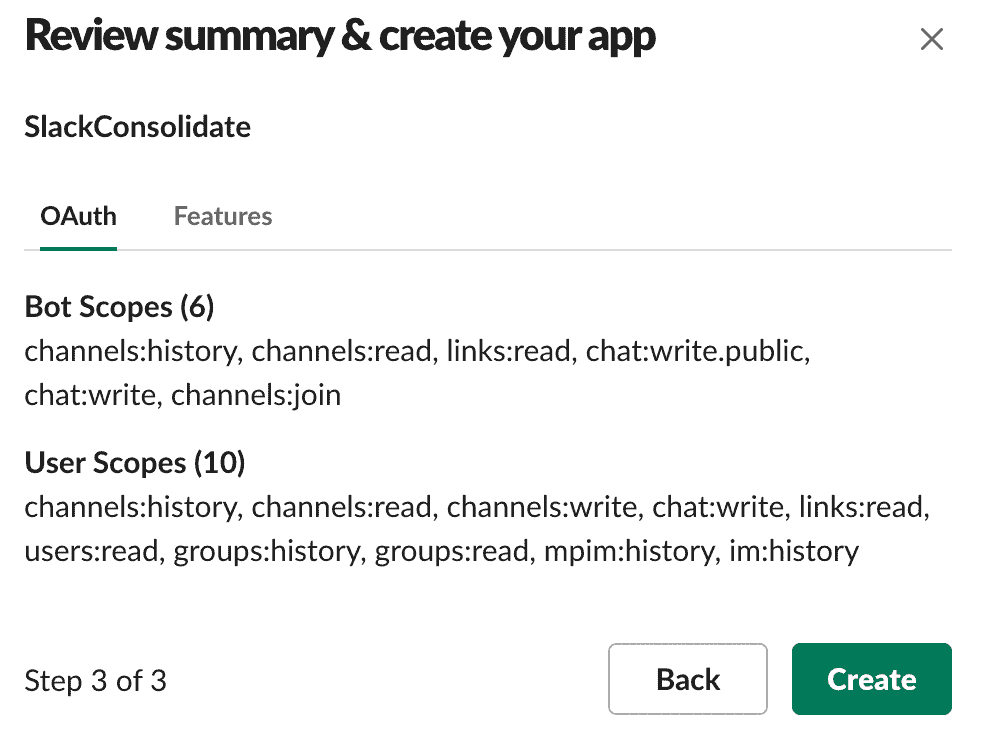 Review summary & create your app
SlackConsolidate
OAuth Features
Bot Scopes (6)
channels:history, channels:read, links:read, chat:write.public,
chat:write, channels:join
User Scopes (10)
channels:history, channels:read, channels:write, chat:write, links:read,
users:read, groups:history, groups:read, mpim:history, im:history
Step 3 of 3 Back Create